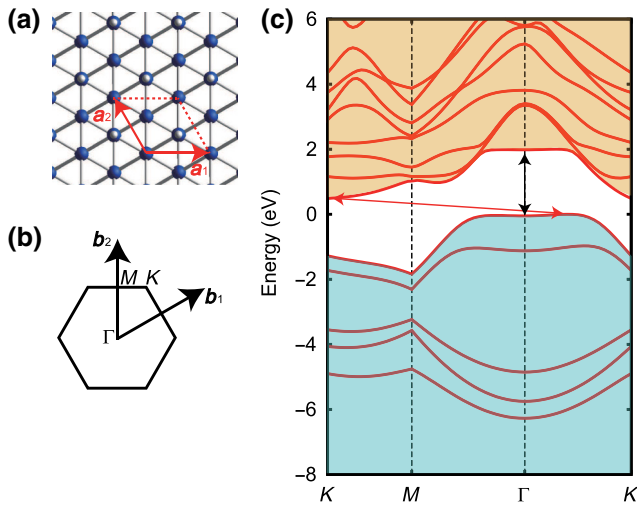 (a)
a2
a1
(b)
b2
M K
b1
Γ
(c)
Energy (eV)
6
4
2
0
−2
−4
−6
−8
K M Γ K